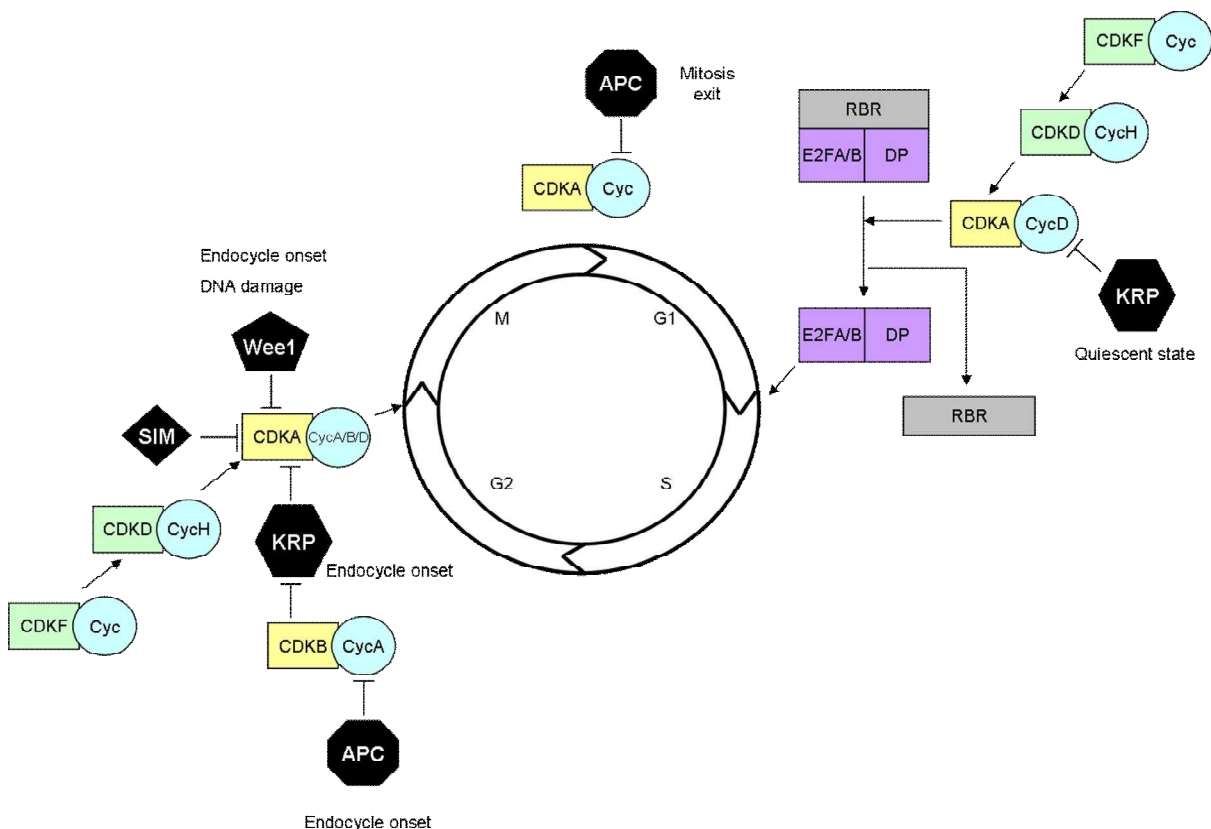 CDKF
Cyc
APC
Mitosis
exit
RBR
E2FA/B
DP
CDKD
CycH
CDKA
Cyc
CDKA
CycD
KRP
Quiescent state
Endocycle onset
DNA damage
Wee1
M
G1
E2FA/B
DP
RBR
SIM
CDKA
CycA/B/D
G2
S
CDKD
CycH
KRP
Endocycle onset
CDKF
Cyc
CDKB
CycA
APC
Endocycle onset